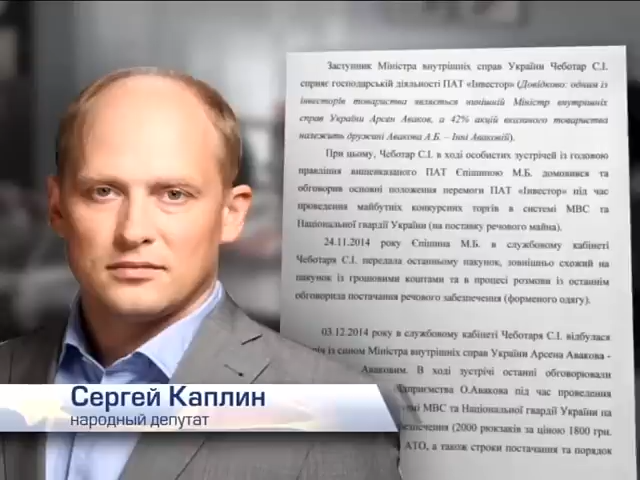 Заступник Міністра внутрішніх справ України Чеботар С.І.
сприяє господарській діяльності ПАТ «Інвестор» (Довідково: одним із
інвесторів товариства являється нинішній Міністр внутрішніх
справ України Арсен Аваков, а 42% акцій вказаного товариства
належить дружині Авакова А.Б. – Інні Аваковій).
При цьому, Чеботар С.І. в ході особистих зустрічей із головою
правління вищевказаного ПАТ Єпішиною М.Б. домовився та
обговорив основні положення перемоги ПАТ «Інвестор» під час
проведення майбутніх конкурсних торгів в системі МВС та
Національної гвардії України (на поставку речового майна).
24.11.2014 року Єпішина М.Б. в службовому кабінеті
Чеботаря С.І. передала останньому пакунок, зовнішньо схожий на
пакунок із грошовими коштами та в процесі розмови із останнім
обговорила постачання речового забезпечення (форменого одягу).
03.12.2014 року в службовому кабінеті Чеботаря С.І. відбулася
із сином Міністра внутрішніх справ України Арсена Авакова -
Аваковим. В ході зустрічі останні обговорювали
О.Авакова під час проведення
МВС та Національної гвардії України на
(2000 рюкзаків за ціною 1800 грн.
АТО, а також строки постачання та порядок
Сергей Каплин
народный депутат